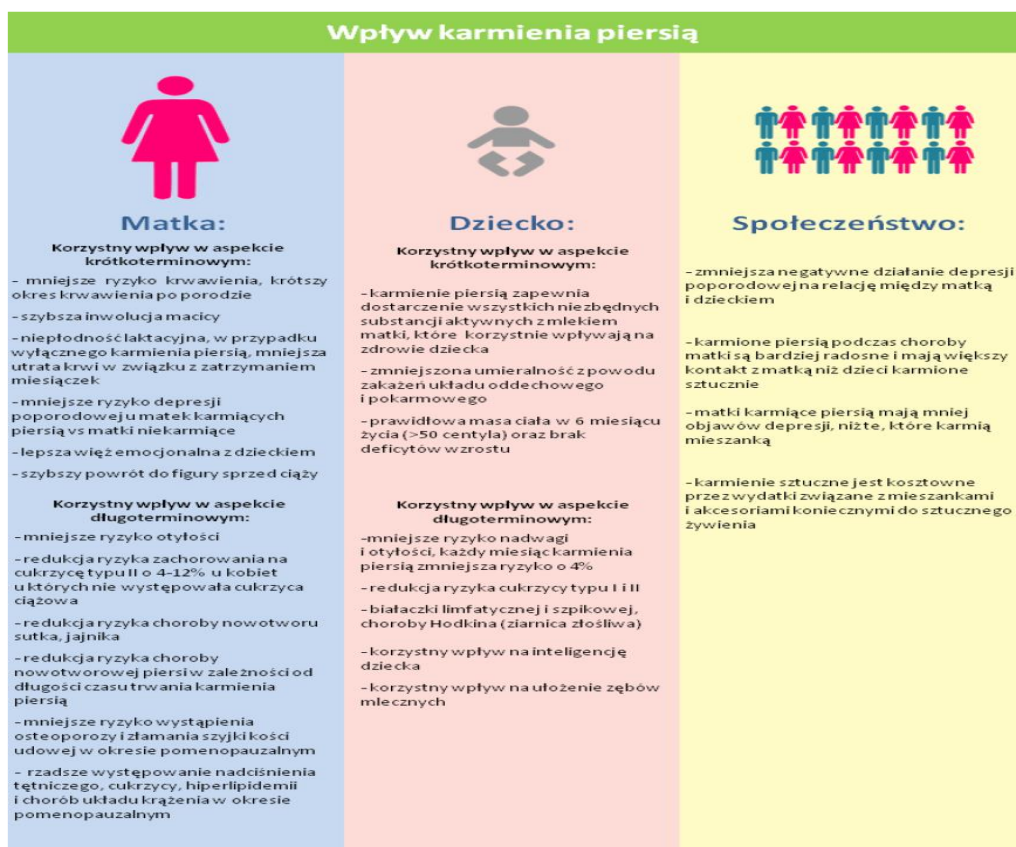 Wpływ karmienia piersią
Matka:
Korzystny wpływ w aspekcie
krótkoterminowym:
- mniejsze ryzyko krwawienia, krótszy
okres krwawienia po porodzie
-szybsza inwolucja macicy
-niepłodność laktacyjna, w przypadku
wyłącznego karmienia piersią, mniejsza
utrata krwi w związku z zatrzymaniem
miesiączek
-mniejsze ryzyko depresji
poporodowej u matek karmiących
piersią vs matki niekarmiące
-lepsza więź emocjonalna z dzieckiem
-szybszy powrót do figury sprzed ciąży
Korzystny wpływ w aspekcie
długoterminowym:
-mniejsze ryzyko otyłości
-redukcja ryzyka zachorowania na
cukrzycę typu II o 4-12% u kobiet
u których nie występowała cukrzyca
ciążowa
-redukcja ryzyka choroby nowotworu
sutka, jajnika
-redukcja ryzyka choroby
nowotworowej piersi w zależności od
długości czasu trwania karmienia
piersią
-mniejsze ryzyko wystąpienia
osteoporozy i złamania szyjki kości
udowej w okresie pomenopauzalnym
- rzadsze występowanie nadciśnienia
tętniczego, cukrzycy, hiperlipidemii
i chorób układu krążenia w okresie
pomenopauzalnym
Dziecko:
Korzystny wpływ w aspekcie
krótkoterminowym:
-karmienie piersią zapewnia
dostarczenie wszystkich niezbędnych
substancji aktywnych z mlekiem
matki, które korzystnie wpływają na
zdrowie dziecka
-zmniejszona umieralność z powodu
zakażeń układu oddechowego
i pokarmowego
-prawidłowa masa ciała w 6 miesiącu
życia (>50 centyla) oraz brak
deficytów wzrostu
Korzystny wpływ w aspekcie
długoterminowym:
-mniejsze ryzyko nadwagi
i otyłości, każdy miesiąc karmienia
piersią zmniejsza ryzyko o 4%
-redukcja ryzyka cukrzycy typu I i II
-białaczki limfatycznej i szpikowej,
choroby Hodkina (ziarnica złośliwa)
-korzystny wpływ na inteligencję
dziecka
-korzystny wpływ na ułożenie zębów
mlecznych
Społeczeństwo:
-zmniejsza negatywne działanie depresji
poporodowej na relację między matką
i dzieckiem
-karmione piersią podczas choroby
matki są bardziej radosne i mają większy
kontakt z matką niż dzieci karmione
sztucznie
-matki karmiące piersią mają mniej
objawów depresji, niż te, które karmią
mieszanką
-karmienie sztuczne jest kosztowne
przez wydatki związane z mieszankami
i akcesoriami koniecznymi do sztucznego
żywienia